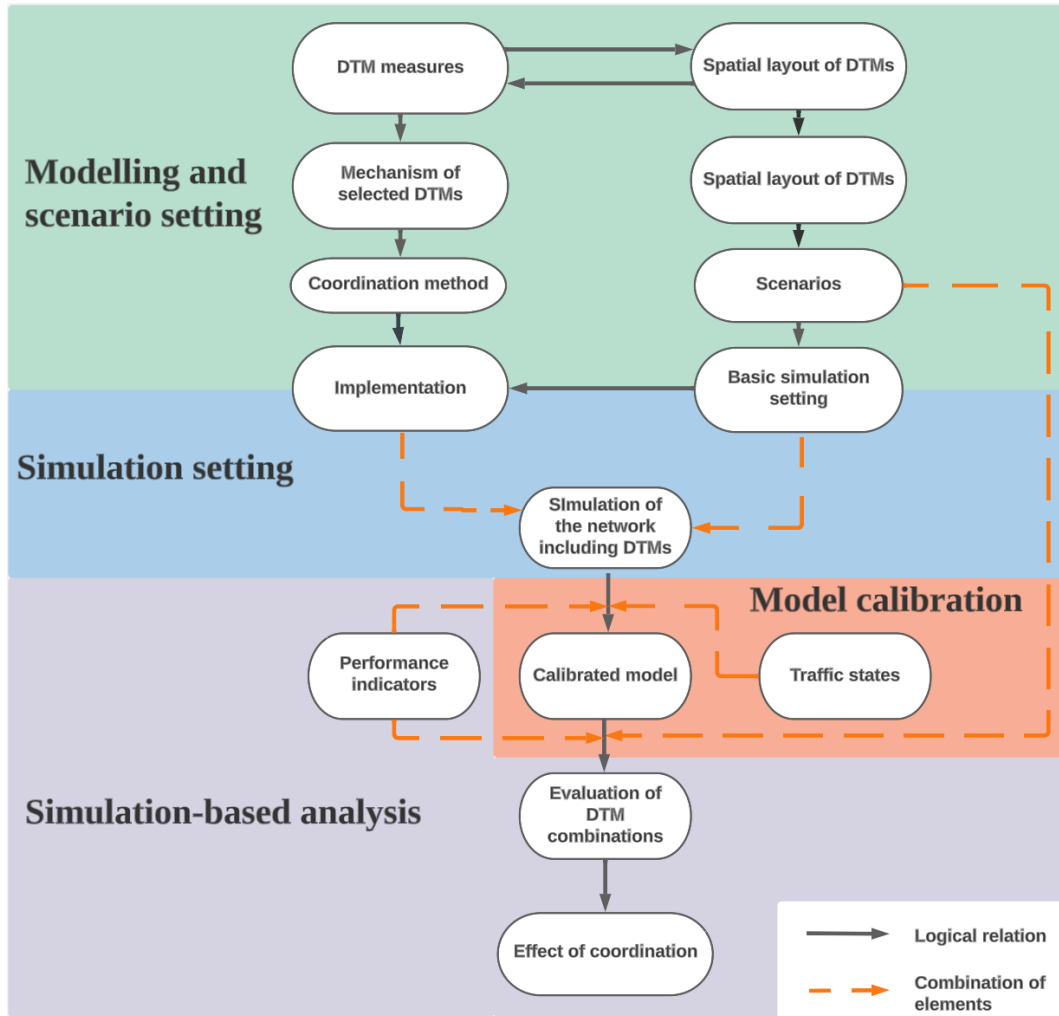 DTM measures
Spatial layout of DTMs
Modelling and
scenario setting
Mechanism of
selected DTMs
Spatial layout of DTMs
Coordination method
Scenarios
Implementation
Basic simulation
setting
Simulation setting
SImulation of
the network
including DTMs
Model calibration
Performance
indicators
Calibrated model
Traffic states
Simulation-based analysis
Evaluation of
DTM
combinations
Effect of coordination
Logical relation
Combination of
elements